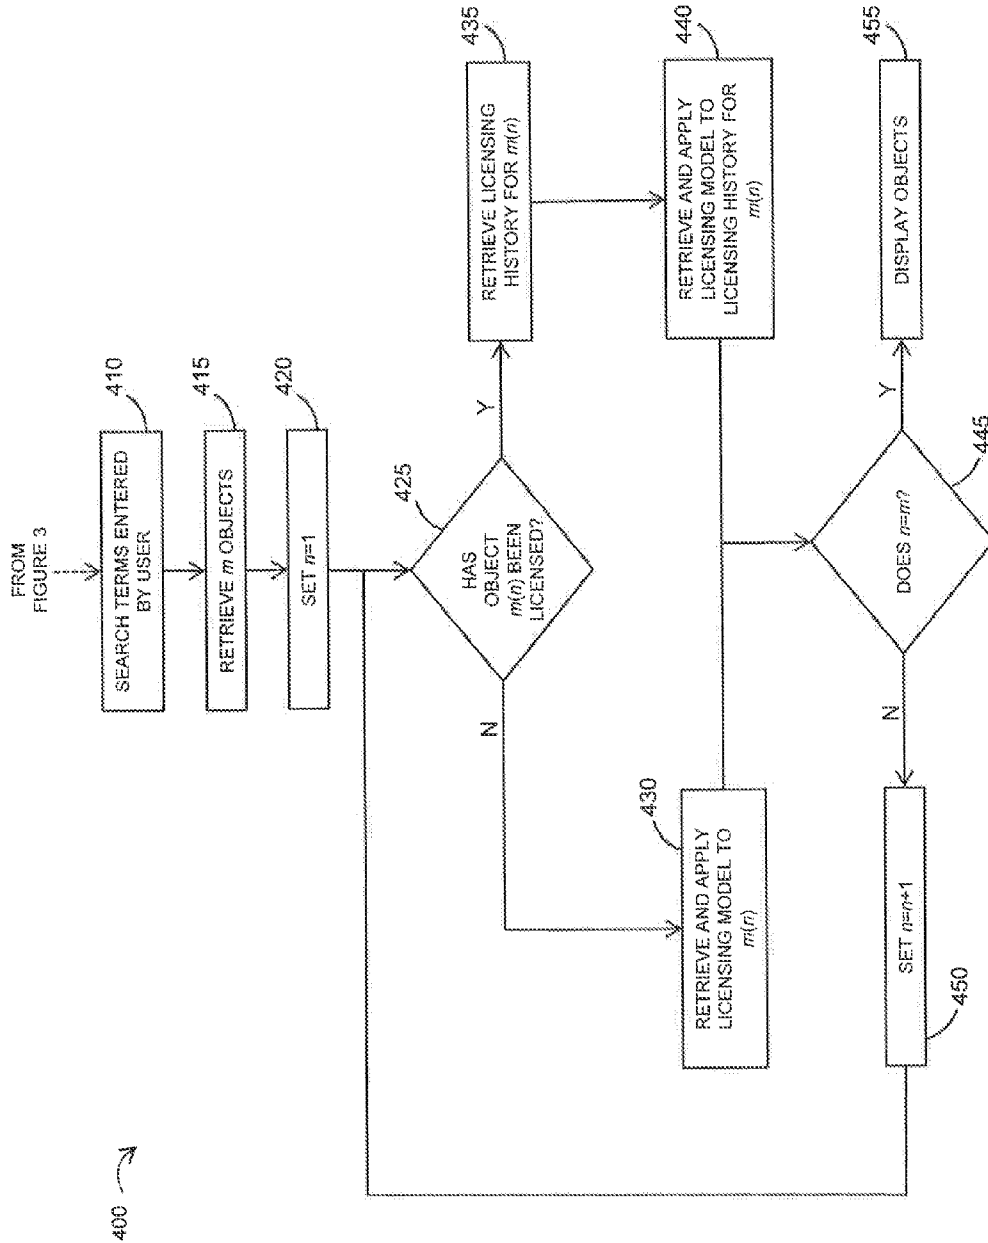 FROM
FIGURE 3
SEARCH TERMS ENTERED
BY USER
410
RETRIEVE m OBJECTS
415
SET n=1
420
HAS
OBJECT
m(n) BEEN
LICENSED?
425
Y
N
RETRIEVE LICENSING
HISTORY FOR m(n)
435
RETRIEVE AND APPLY
LICENSING MODEL TO
LICENSING HISTORY FOR
m(n)
440
RETRIEVE AND APPLY
LICENSING MODEL TO
m(n)
430
DOES n=m?
445
Y
N
DISPLAY OBJECTS
455
SET n=n+1
450
400